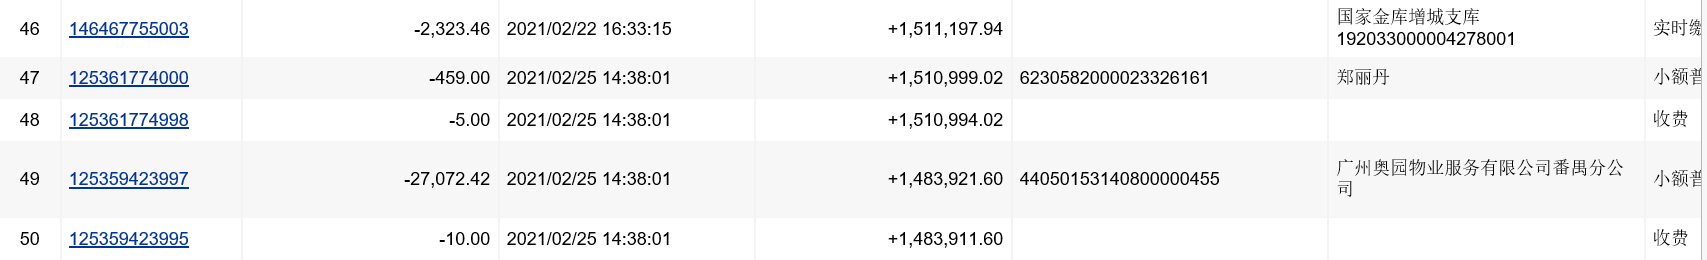 46 146467755003 -2,323.46 2021/02/22 16:33:15 +1,511,197.94 国家金库增城支库 实时缴
192033000004278001
47 125361774000 -459.00 2021/02/25 14:38:01 +1,510,999.02 6230582000023326161 郑丽丹 小额普
48 125361774998 -5.00 2021/02/25 14:38:01 +1,510,994.02 收费
49 125359423997 -27,072.42 2021/02/25 14:38:01 +1,483,921.60 44050153140800000455 广州奥园物业服务有限公司番禺分公 小额普
司
50 125359423995 -10.00 2021/02/25 14:38:01 +1,483,911.60 收费